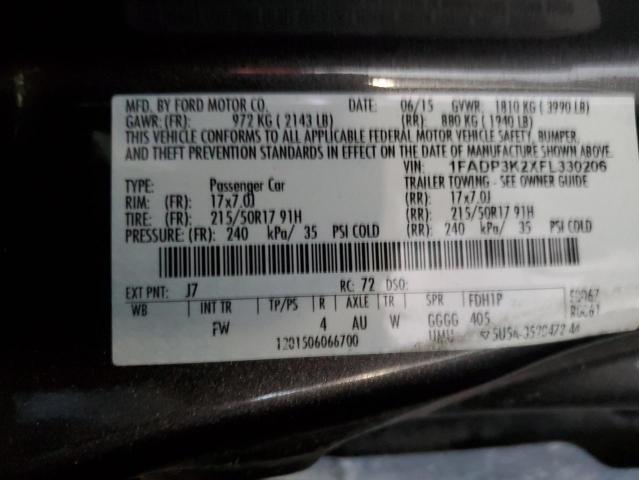 MFD. BY FORD MOTOR CO. DATE: 06/15 GVWR: 1810 KG ( 3990 LB)
GAWR: (FR): 972 KG ( 2143 LB) (RR): 880 KG ( 1940 LB)
THIS VEHICLE CONFORMS TO ALL APPLICABLE FEDERAL MOTOR VEHICLE SAFETY, BUMPER,
AND THEFT PREVENTION STANDARDS IN EFFECT ON THE DATE OF MANUFACTURE SHOWN ABOVE.
VIN: 1FADP3K2XFL330206
TYPE: Passenger Car TRAILER TOWING - SEE OWNER GUIDE
RIM: (FR): 17x7.0J (RR): 17x7.0J
TIRE: (FR): 215/50R17 91H (RR): 215/50R17 91H
PRESSURE: (FR): 240 kPa/ 35 PSI COLD (RR): 240 kPa/ 35 PSI COLD
EXT PNT: J7 RC: 72 DSO:
WB INT TR TP/PS R AXLE TR SPR FDH1P
FW 4 AU W GGGG 405
1201506066700 UMU